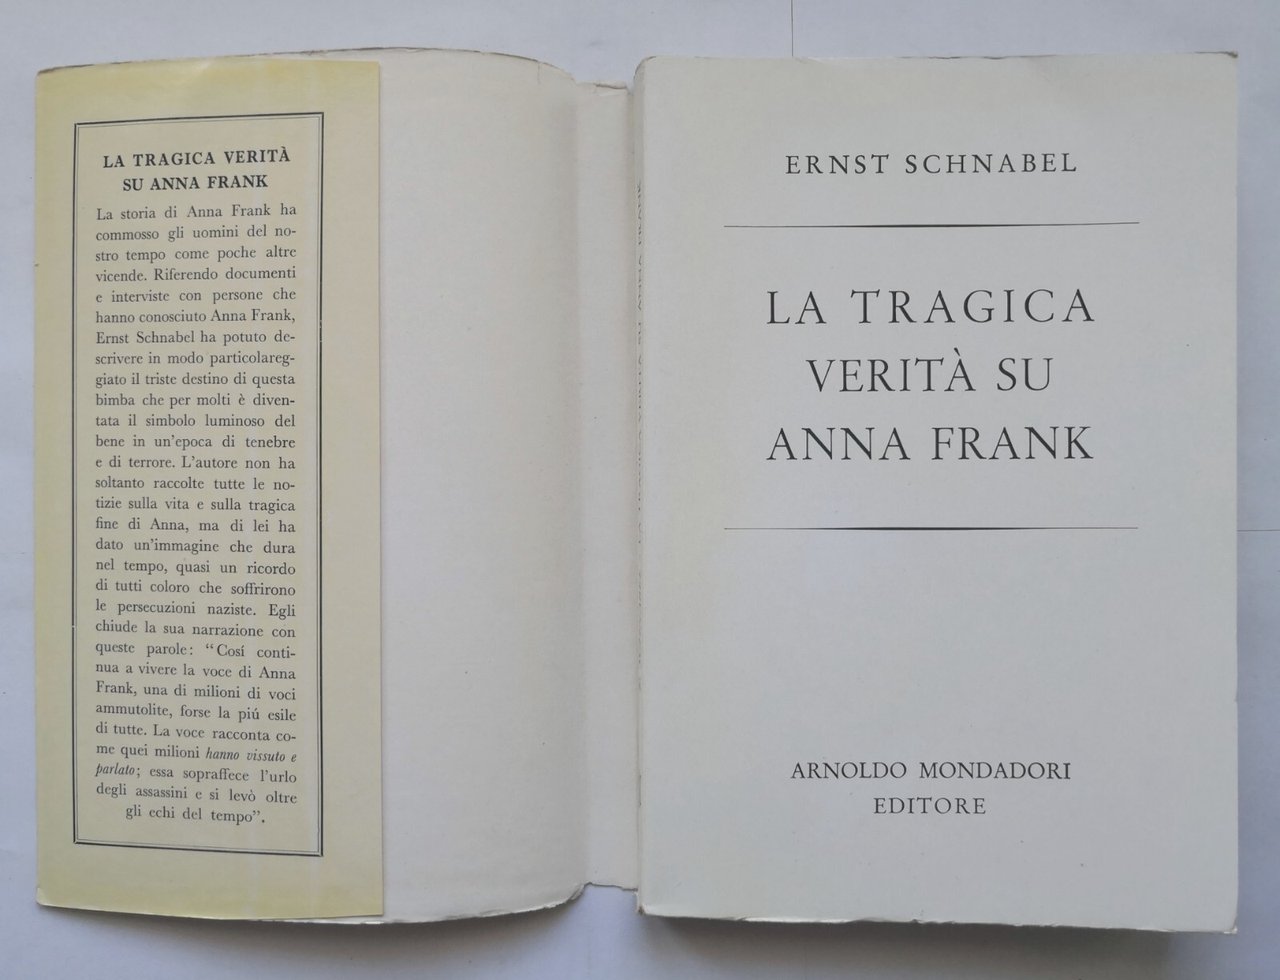 LA TRAGICA VERITÀ
SU ANNA FRANK
La storia di Anna Frank ha
commosso gli uomini del no-
stro tempo come poche altre
vicende. Riferendo documenti
e interviste con persone che
hanno conosciuto Anna Frank,
Ernst Schnabel ha potuto de-
scrivere in modo particolareg-
giato il triste destino di questa
bimba che per molti è diven-
tata il simbolo luminoso del
bene in un'epoca di tenebre
e di terrore. L'autore non ha
soltanto raccolte tutte le no-
tizie sulla vita e sulla tragica
fine di Anna, ma di lei ha
dato un'immagine che dura
nel tempo, quasi un ricordo
di tutti coloro che soffrirono
le persecuzioni naziste. Egli
chiude la sua narrazione con
queste parole: "Cosí conti-
nua a vivere la voce di Anna
Frank, una di milioni di voci
ammutolite, forse la piú esile
di tutte. La voce racconta co-
me quei milioni hanno vissuto e
parlato; essa sopraffece l'urlo
degli assassini e si levò oltre
gli echi del tempo".
ERNST SCHNABEL
LA TRAGICA
VERITÀ SU
ANNA FRANK
ARNOLDO MONDADORI
EDITORE